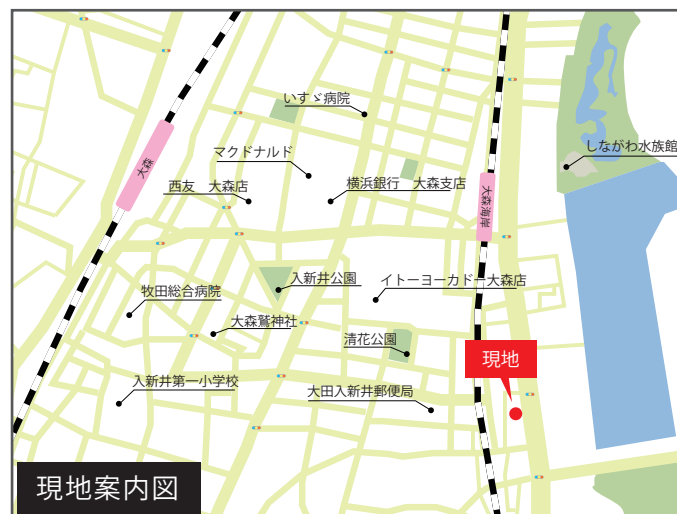 いすゞ病院
しながわ水族館
大森
マクドナルド
西友　大森店
横浜銀行　大森支店
大森海岸
入新井公園
イトーヨーカドー大森店
牧田総合病院
大森鷲神社
清花公園
現地
入新井第一小学校
大田入新井郵便局
現地案内図